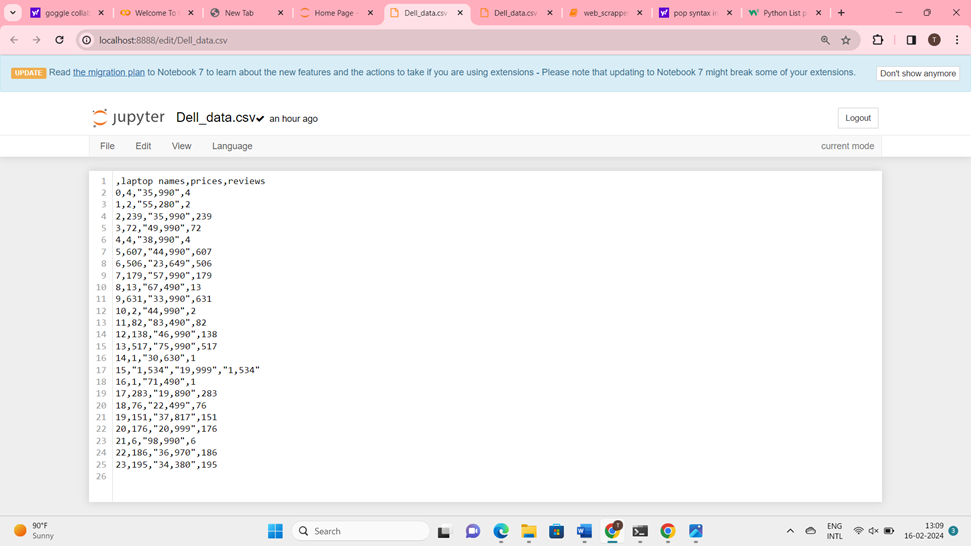 goggle collab
Welcome To
New Tab
Home Page -
Dell_data.csv
Dell_data.csv
web_scrapper
pop syntax in
Python List p
localhost:8888/edit/Dell_data.csv
T
UPDATE Read the migration plan to Notebook 7 to learn about the new features and the actions to take if you are using extensions - Please note that updating to Notebook 7 might break some of your extensions.
Don't show anymore
jupyter Dell_data.csv✔ an hour ago
Logout
File Edit View Language
current mode
1 ,laptop names,prices,reviews
2 0,4,"35,990",4
3 1,2,"55,280",2
4 2,239,"35,990",239
5 3,72,"49,990",72
6 4,4,"38,990",4
7 5,607,"44,990",607
8 6,506,"23,649",506
9 7,179,"57,990",179
10 8,13,"67,490",13
11 9,631,"33,990",631
12 10,2,"44,990",2
13 11,82,"83,490",82
14 12,138,"46,990",138
15 13,517,"75,990",517
16 14,1,"30,630",1
17 15,"1,534","19,999","1,534"
18 16,1,"71,490",1
19 17,283,"19,890",283
20 18,76,"22,499",76
21 19,151,"37,817",151
22 20,176,"20,999",176
23 21,6,"98,990",6
24 22,186,"36,970",186
25 23,195,"34,380",195
26
90°F
Sunny
Search
T
ENG
INTL
13:09
16-02-2024
3